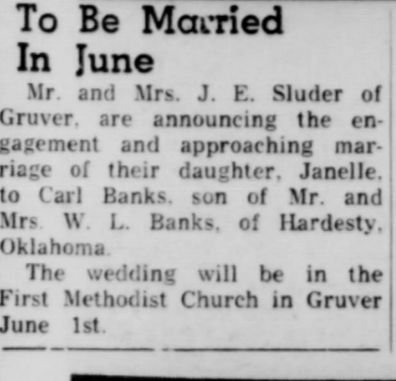 To Be Married
In June
Mr. and Mrs. J. E. Sluder of
Gruver, are announcing the en-
gagement and approaching mar-
riage of their daughter, Janelle,
to Carl Banks, son of Mr. and
Mrs. W. L. Banks, of Hardesty,
Oklahoma.
The wedding will be in the
First Methodist Church in Gruver
June 1st.